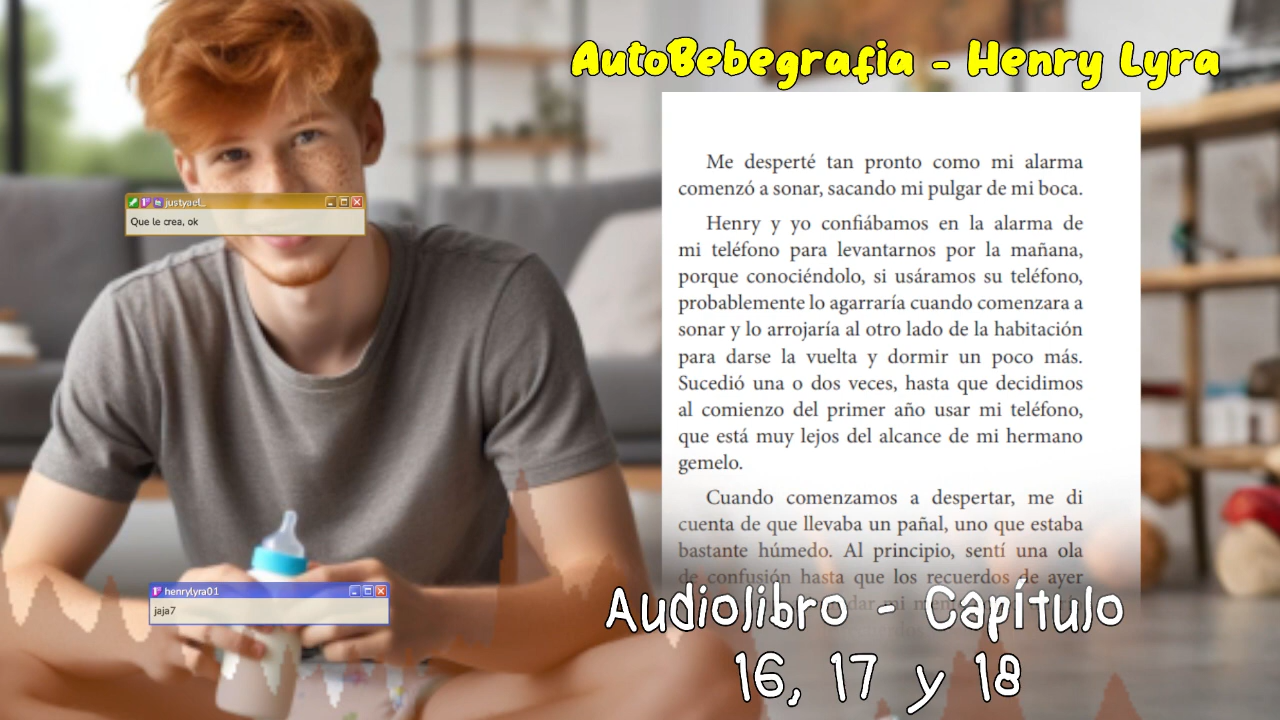 AutoBebegrafia - Henry Lyra
Me desperté tan pronto como mi alarma
comenzó a sonar, sacando mi pulgar de mi boca.
Henry y yo confiábamos en la alarma de
mi teléfono para levantarnos por la mañana,
porque conociéndolo, si usáramos su teléfono,
probablemente lo agarraría cuando comenzara a
sonar y lo arrojaría al otro lado de la habitación
para darse la vuelta y dormir un poco más.
Sucedió una o dos veces, hasta que decidimos
al comienzo del primer año usar mi teléfono,
que está muy lejos del alcance de mi hermano
gemelo.
Cuando comenzamos a despertar, me di
cuenta de que llevaba un pañal, uno que estaba
bastante húmedo. Al principio, sentí una ola
de confusión hasta que los recuerdos de ayer
Audiolibro - Capítulo
16, 17 y 18
justyael_
Que le crea, ok
henrylyra01
jaja7